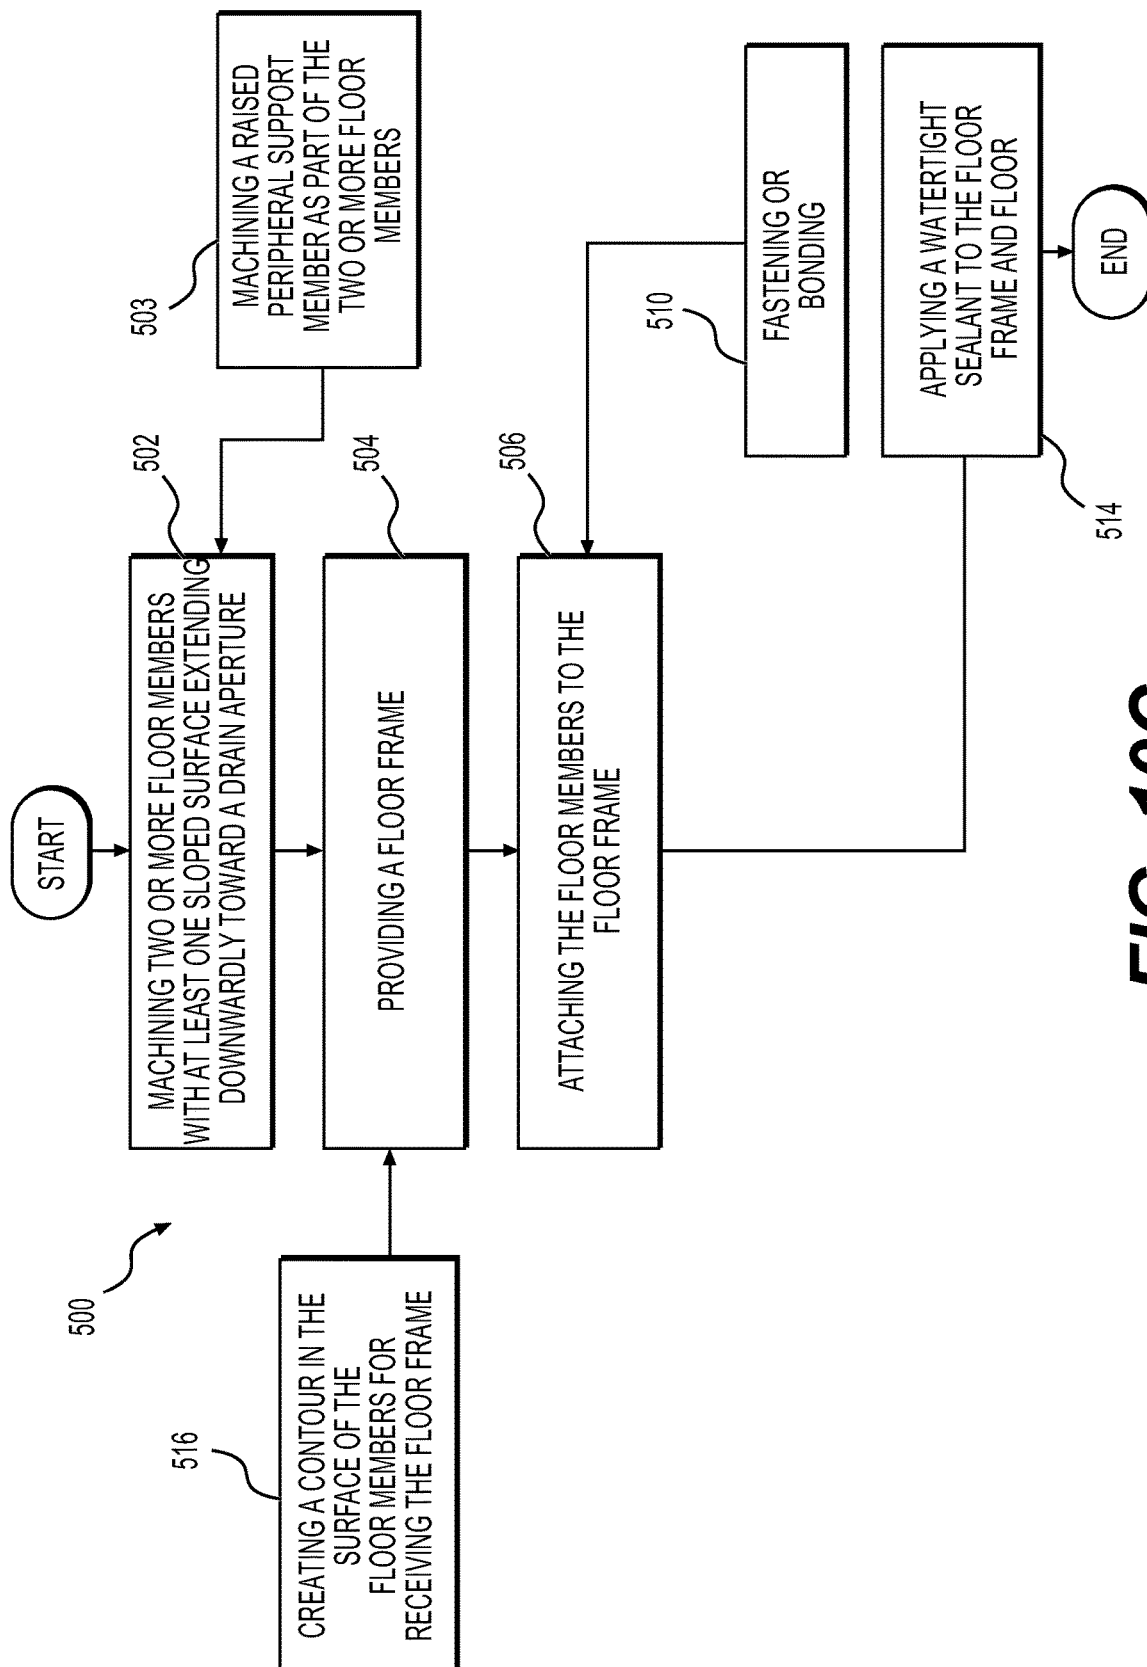 START
MACHINING TWO OR MORE FLOOR MEMBERS
WITH AT LEAST ONE SLOPED SURFACE EXTENDING
DOWNWARDLY TOWARD A DRAIN APERTURE
502
MACHINING A RAISED
PERIPHERAL SUPPORT
MEMBER AS PART OF THE
TWO OR MORE FLOOR
MEMBERS
503
500
CREATING A CONTOUR IN THE
SURFACE OF THE
FLOOR MEMBERS FOR
RECEIVING THE FLOOR FRAME
516
PROVIDING A FLOOR FRAME
504
ATTACHING THE FLOOR MEMBERS TO THE
FLOOR FRAME
506
FASTENING OR
BONDING
510
APPLYING A WATERTIGHT
SEALANT TO THE FLOOR
FRAME AND FLOOR
514
END
FIG.